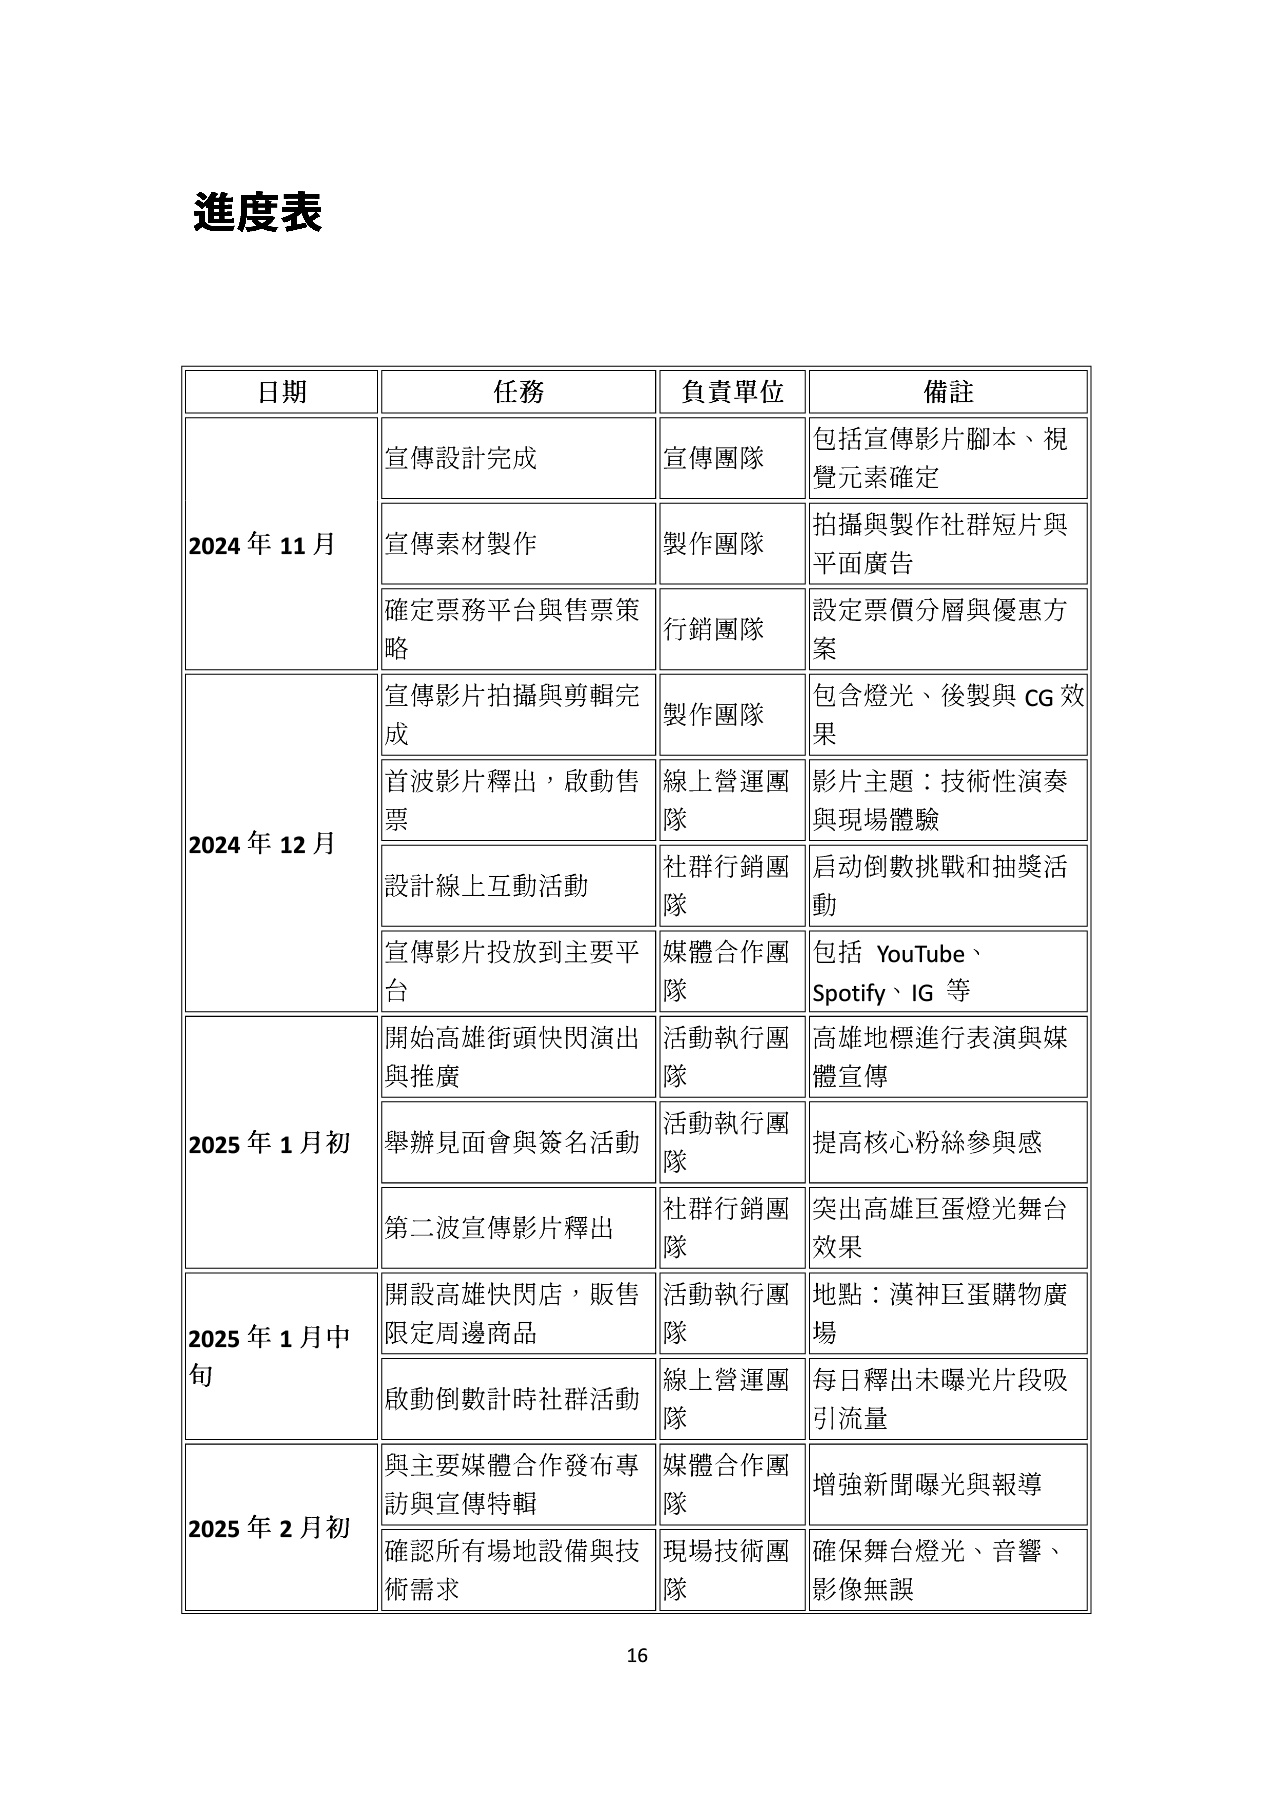 進度表
日期 任務 負責單位 備註
2024 年 11 月
宣傳設計完成
宣傳團隊
包括宣傳影片腳本、視
覺元素確定
宣傳素材製作
製作團隊
拍攝與製作社群短片與
平面廣告
確定票務平台與售票策
略
行銷團隊
設定票價分層與優惠方
案
2024 年 12 月
宣傳影片拍攝與剪輯完
成
製作團隊
包含燈光、後製與 CG 效
果
首波影片釋出，啟動售
票
線上營運團
隊
影片主題：技術性演奏
與現場體驗
設計線上互動活動
社群行銷團
隊
启动倒數挑戰和抽獎活
動
宣傳影片投放到主要平
台
媒體合作團
隊
包括 YouTube、
Spotify、IG 等
2025 年 1 月初
開始高雄街頭快閃演出
與推廣
活動執行團
隊
高雄地標進行表演與媒
體宣傳
舉辦見面會與簽名活動
活動執行團
隊
提高核心粉絲參與感
第二波宣傳影片釋出
社群行銷團
隊
突出高雄巨蛋燈光舞台
效果
2025 年 1 月中
旬
開設高雄快閃店，販售
限定周邊商品
活動執行團
隊
地點：漢神巨蛋購物廣
場
啟動倒數計時社群活動
線上營運團
隊
每日釋出未曝光片段吸
引流量
2025 年 2 月初
與主要媒體合作發布專
訪與宣傳特輯
媒體合作團
隊
增強新聞曝光與報導
確認所有場地設備與技
術需求
現場技術團
隊
確保舞台燈光、音響、
影像無誤
16